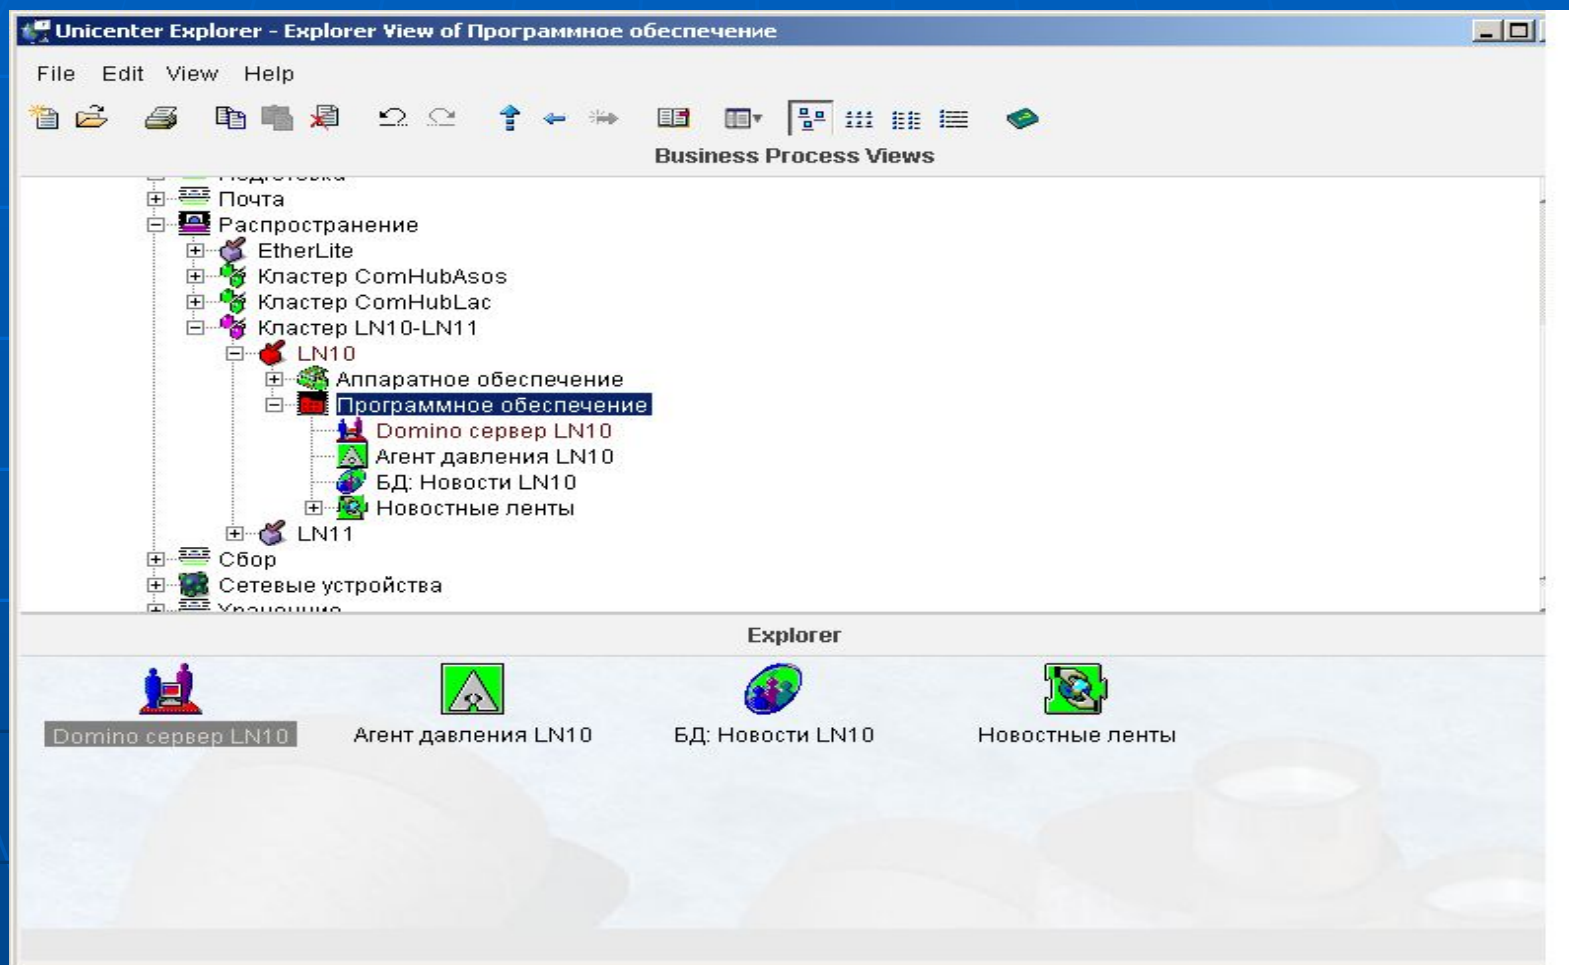 Unicenter Explorer - Explorer View of Программное обеспечение
File Edit View Help
Business Process Views
Подготовка
Почта
Распространение
EtherLite
Кластер ComHubAsos
Кластер ComHubLac
Кластер LN10-LN11
LN10
Аппаратное обеспечение
Программное обеспечение
Domino сервер LN10
Агент давления LN10
БД: Новости LN10
Новостные ленты
LN11
Сбор
Сетевые устройства
Explorer
Domino сервер LN10 Агент давления LN10 БД: Новости LN10 Новостные ленты